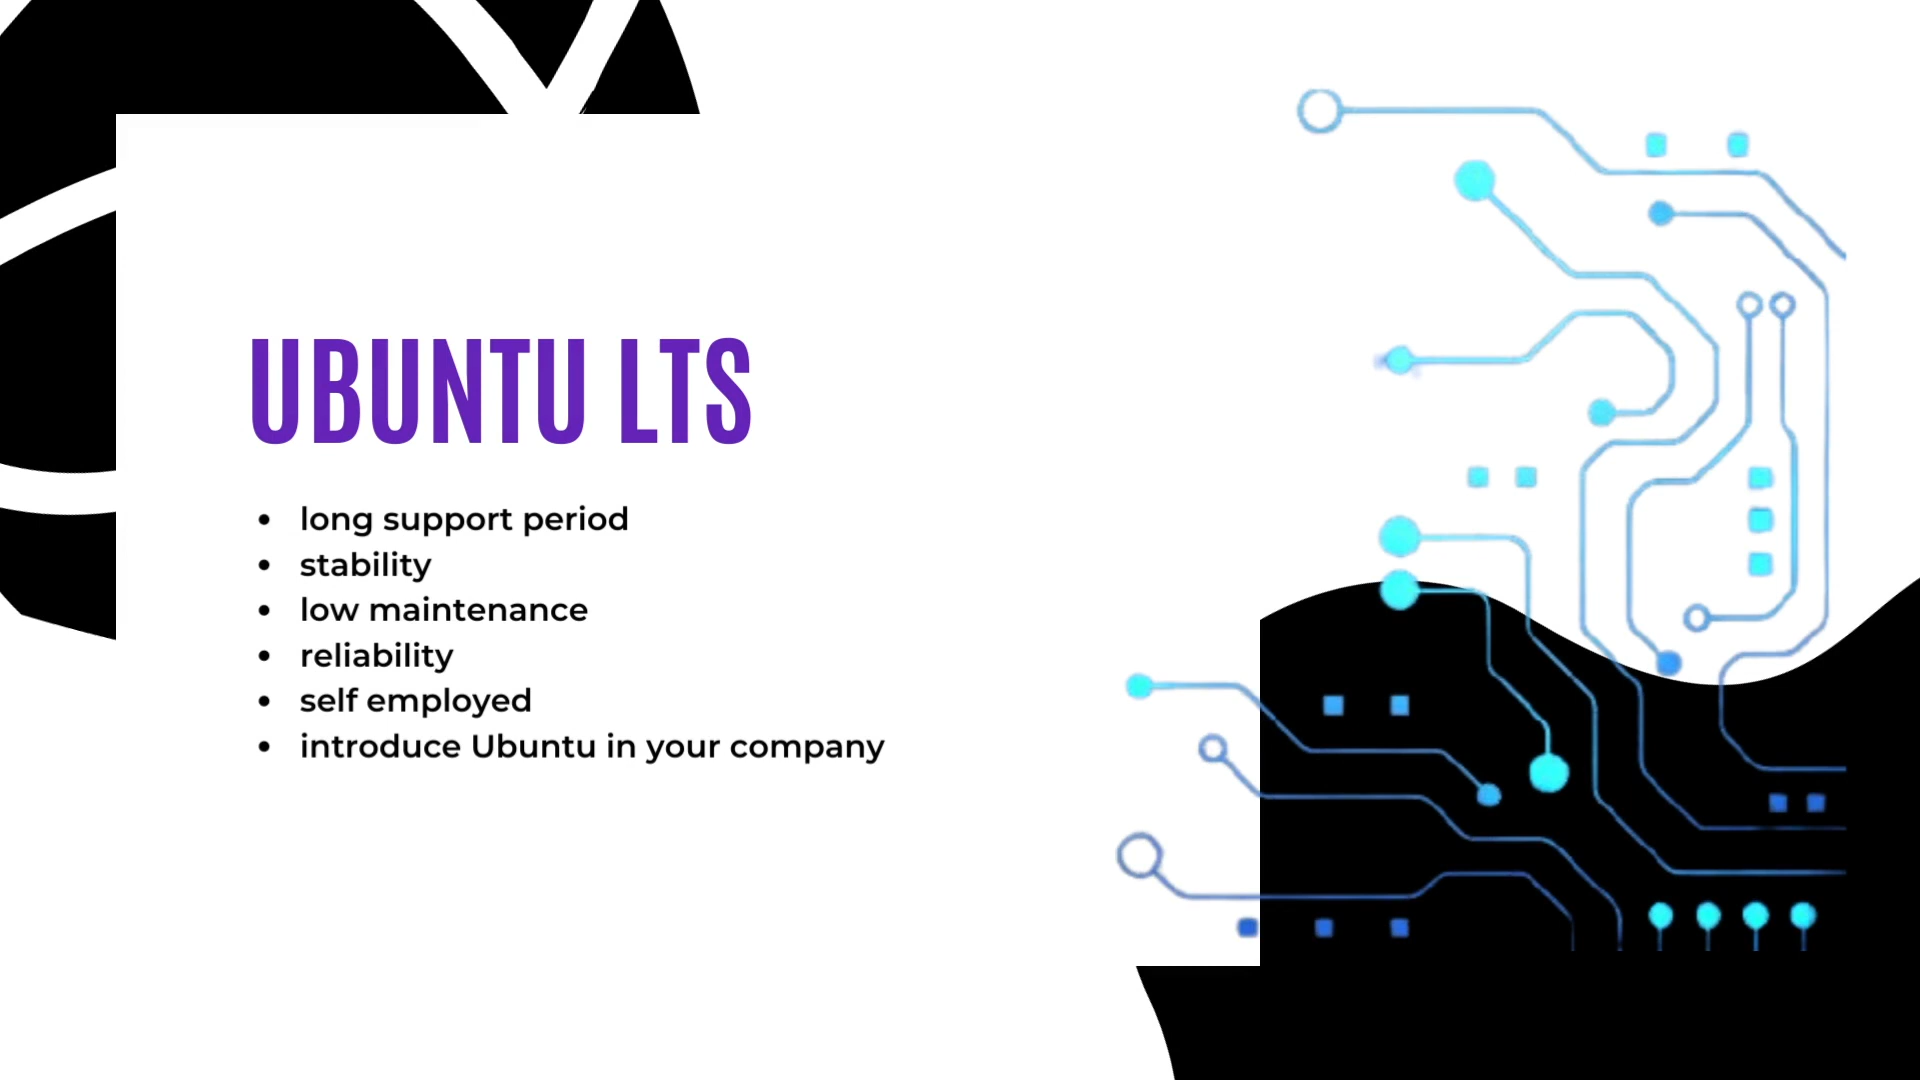 UBUNTU LTS
• long support period
• stability
• low maintenance
• reliability
• self employed
• introduce Ubuntu in your company